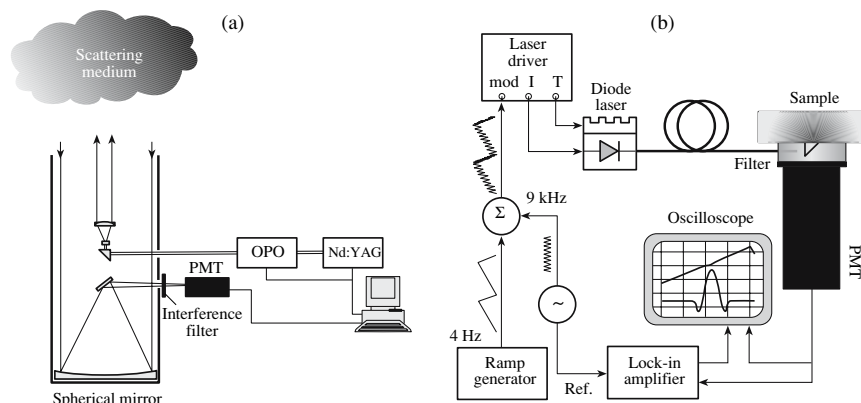 (a)
Scattering
medium
OPO
Nd:YAG
PMT
Interference
filter
Spherical mirror
(b)
Laser
driver
mod I T
Diode
laser
Sample
Filter
Σ
9 kHz
Oscilloscope
PMT
~
4 Hz
Ramp
generator
Ref.
Lock-in
amplifier